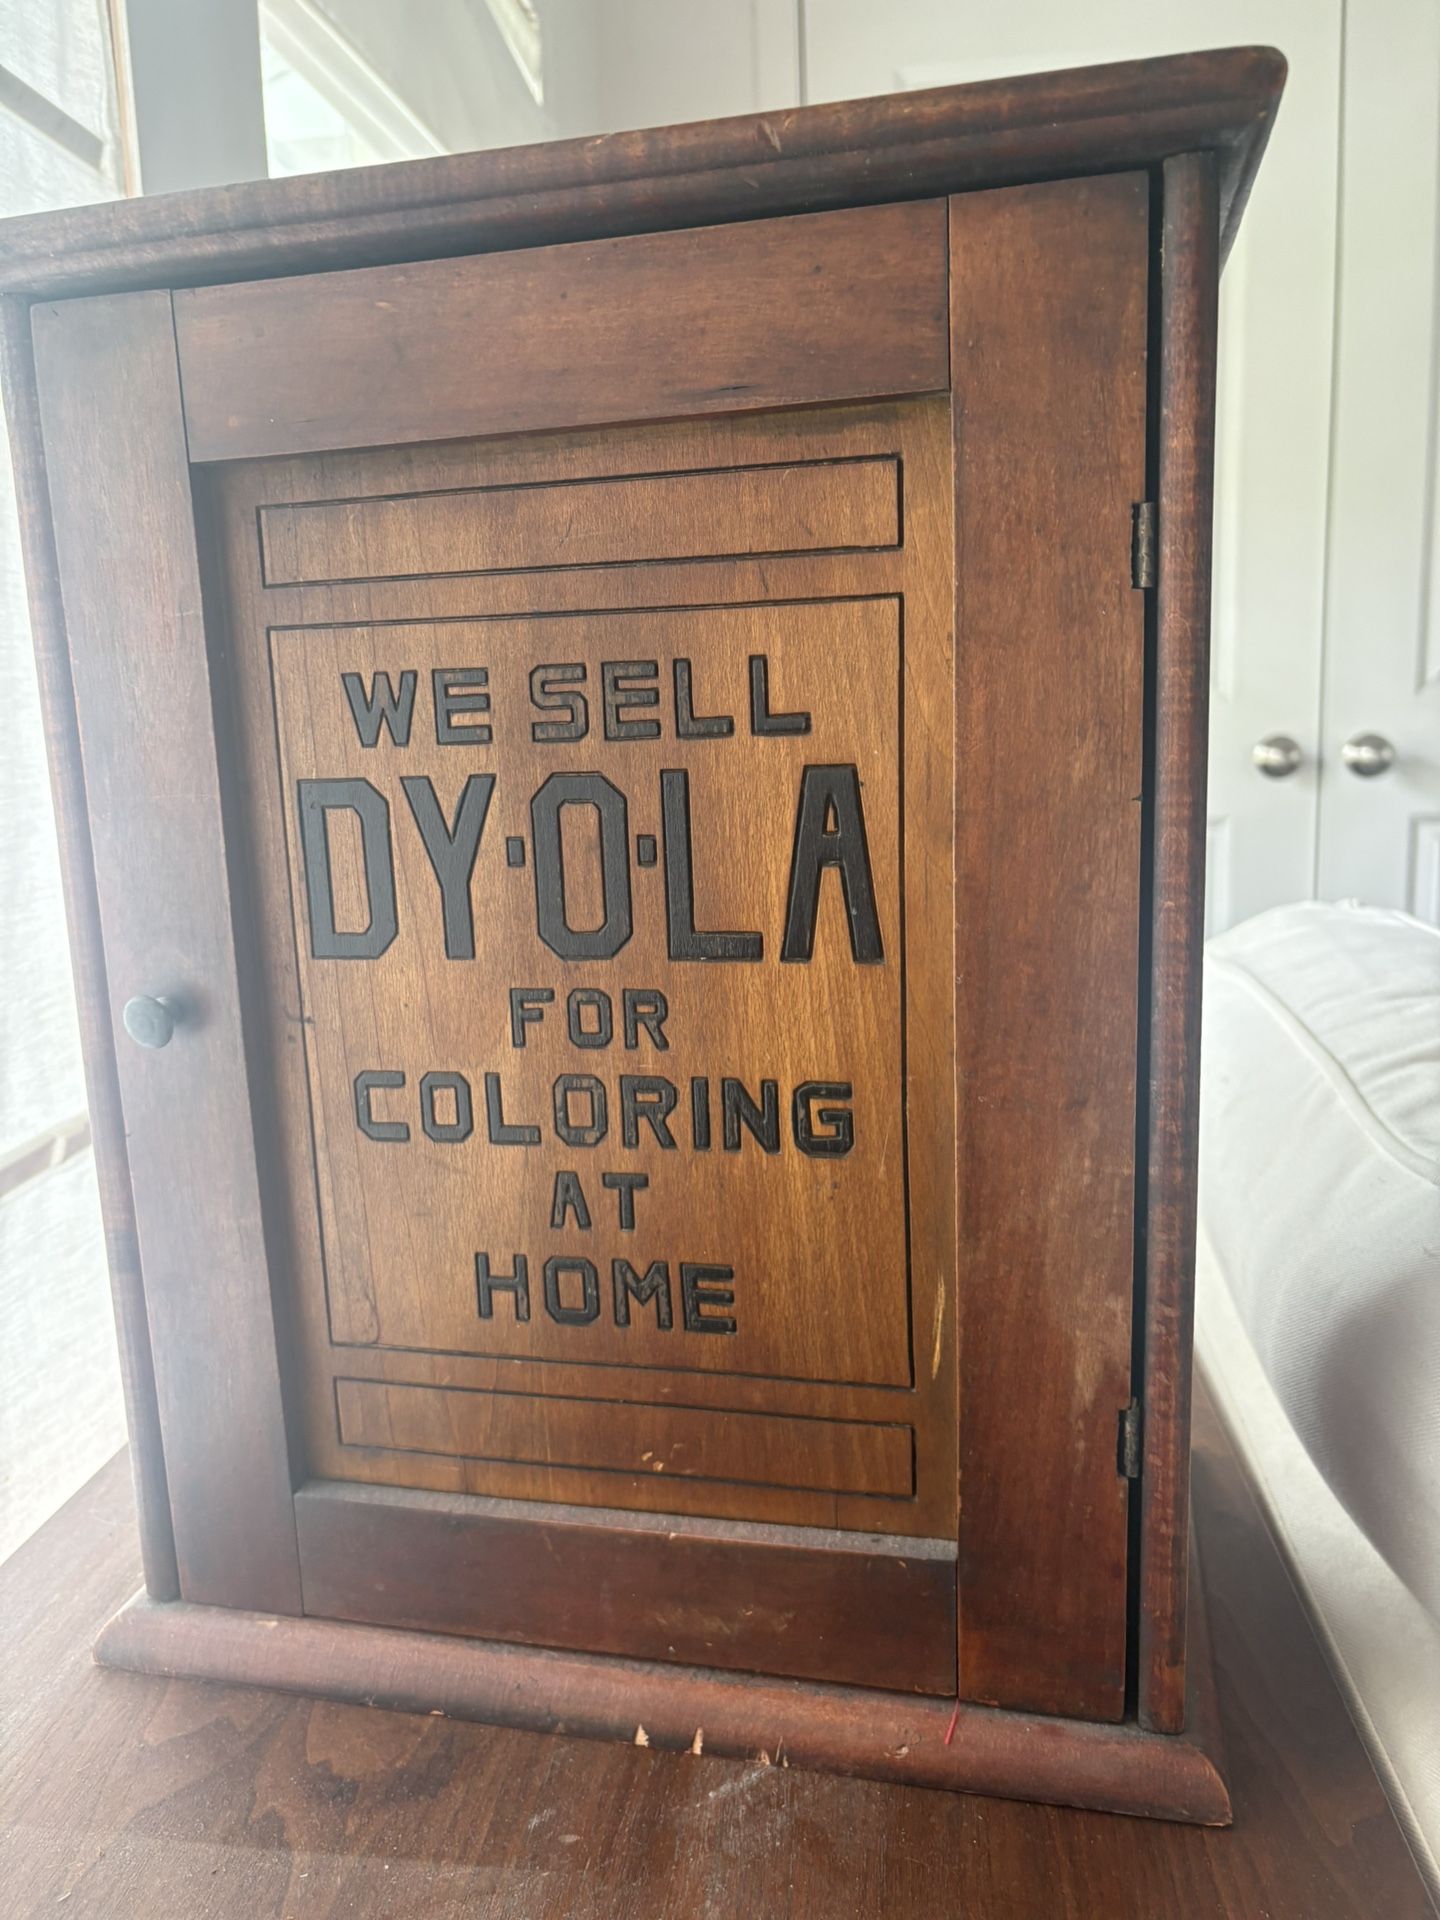 WE SELL
DY·O·LA
FOR
COLORING
AT
HOME